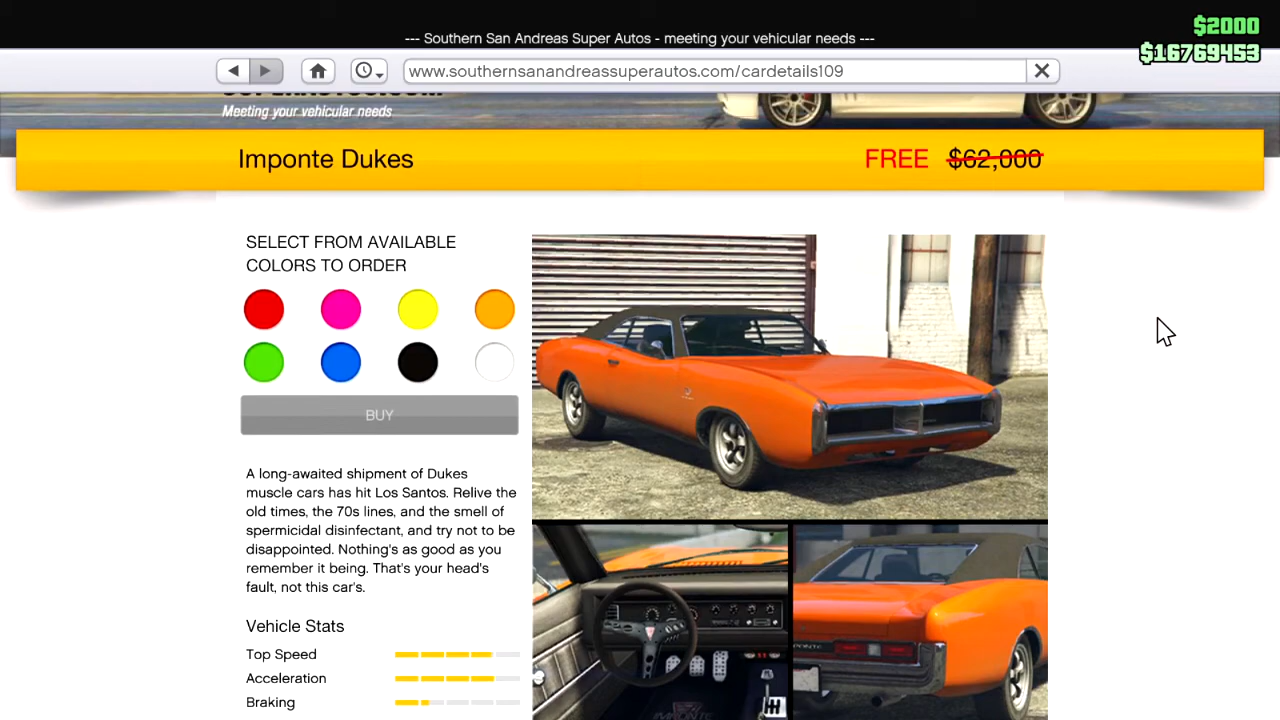 --- Southern San Andreas Super Autos - meeting your vehicular needs ---
$2000
$16769453
www.southernsanandreassuperautos.com/cardetails109
Meeting your vehicular needs
Imponte Dukes
FREE $62,000
SELECT FROM AVAILABLE
COLORS TO ORDER
BUY
A long-awaited shipment of Dukes
muscle cars has hit Los Santos. Relive the
old times, the 70s lines, and the smell of
spermicidal disinfectant, and try not to be
disappointed. Nothing's as good as you
remember it being. That's your head's
fault, not this car's.
Vehicle Stats
Top Speed
Acceleration
Braking